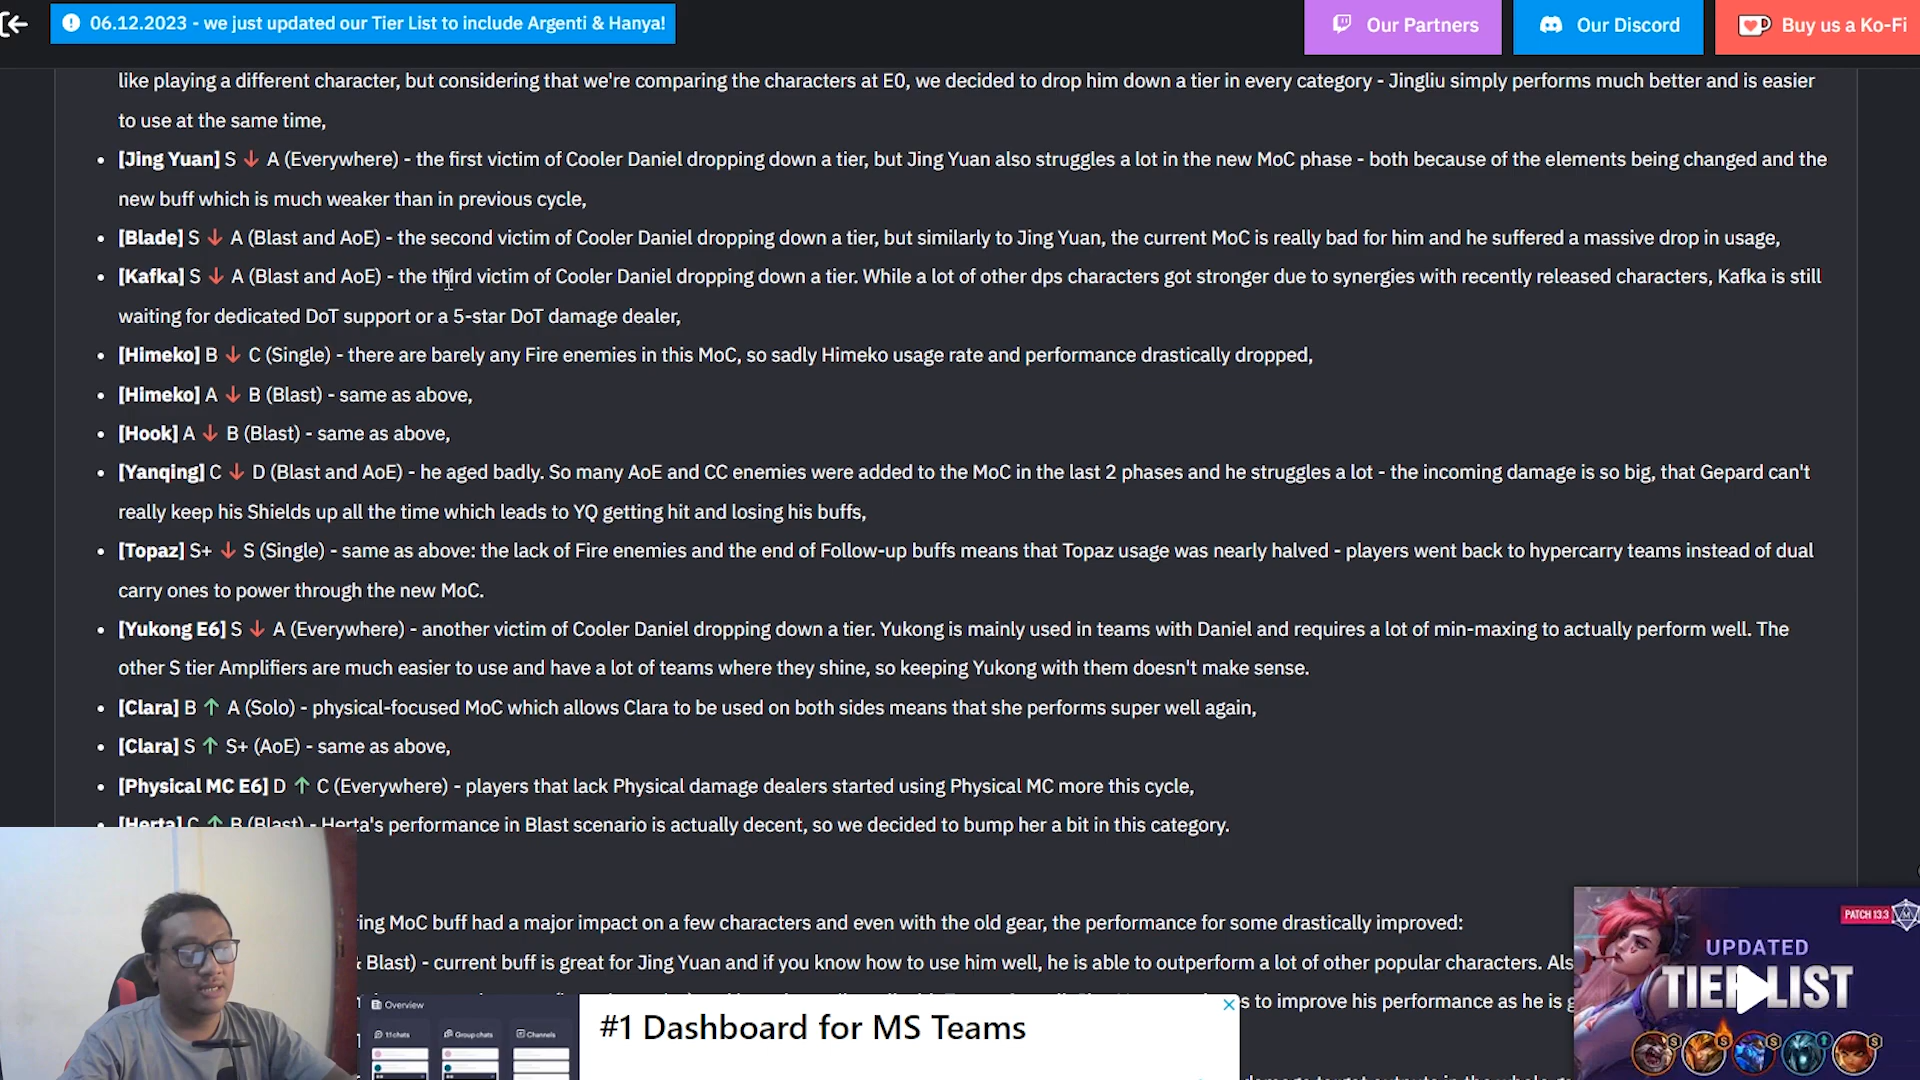 06.12.2023 - we just updated our Tier List to include Argenti & Hanya!
Our Partners
Our Discord
Buy us a Ko-Fi
like playing a different character, but considering that we're comparing the characters at E0, we decided to drop him down a tier in every category - Jingliu simply performs much better and is easier
to use at the same time,
[Jing Yuan] S ↓ A (Everywhere) - the first victim of Cooler Daniel dropping down a tier, but Jing Yuan also struggles a lot in the new MoC phase - both because of the elements being changed and the
new buff which is much weaker than in previous cycle,
[Blade] S ↓ A (Blast and AoE) - the second victim of Cooler Daniel dropping down a tier, but similarly to Jing Yuan, the current MoC is really bad for him and he suffered a massive drop in usage,
[Kafka] S ↓ A (Blast and AoE) - the third victim of Cooler Daniel dropping down a tier. While a lot of other dps characters got stronger due to synergies with recently released characters, Kafka is still
waiting for dedicated DoT support or a 5-star DoT damage dealer,
[Himeko] B ↓ C (Single) - there are barely any Fire enemies in this MoC, so sadly Himeko usage rate and performance drastically dropped,
[Himeko] A ↓ B (Blast) - same as above,
[Hook] A ↓ B (Blast) - same as above,
[Yanqing] C ↓ D (Blast and AoE) - he aged badly. So many AoE and CC enemies were added to the MoC in the last 2 phases and he struggles a lot - the incoming damage is so big, that Gepard can't
really keep his Shields up all the time which leads to YQ getting hit and losing his buffs,
[Topaz] S+ ↓ S (Single) - same as above: the lack of Fire enemies and the end of Follow-up buffs means that Topaz usage was nearly halved - players went back to hypercarry teams instead of dual
carry ones to power through the new MoC.
[Yukong E6] S ↓ A (Everywhere) - another victim of Cooler Daniel dropping down a tier. Yukong is mainly used in teams with Daniel and requires a lot of min-maxing to actually perform well. The
other S tier Amplifiers are much easier to use and have a lot of teams where they shine, so keeping Yukong with them doesn't make sense.
[Clara] B ↑ A (Solo) - physical-focused MoC which allows Clara to be used on both sides means that she performs super well again,
[Clara] S ↑ S+ (AoE) - same as above,
[Physical MC E6] D ↑ C (Everywhere) - players that lack Physical damage dealers started using Physical MC more this cycle,
[Herta] C ↑ B (Blast) - Herta's performance in Blast scenario is actually decent, so we decided to bump her a bit in this category.
ring MoC buff had a major impact on a few characters and even with the old gear, the performance for some drastically improved:
Blast) - current buff is great for Jing Yuan and if you know how to use him well, he is able to outperform a lot of other popular characters. Als
s to improve his performance as he is g
PATCH 13.3
UPDATED
TIER LIST
Overview
11 chats
Group chats
Channels
#1 Dashboard for MS Teams